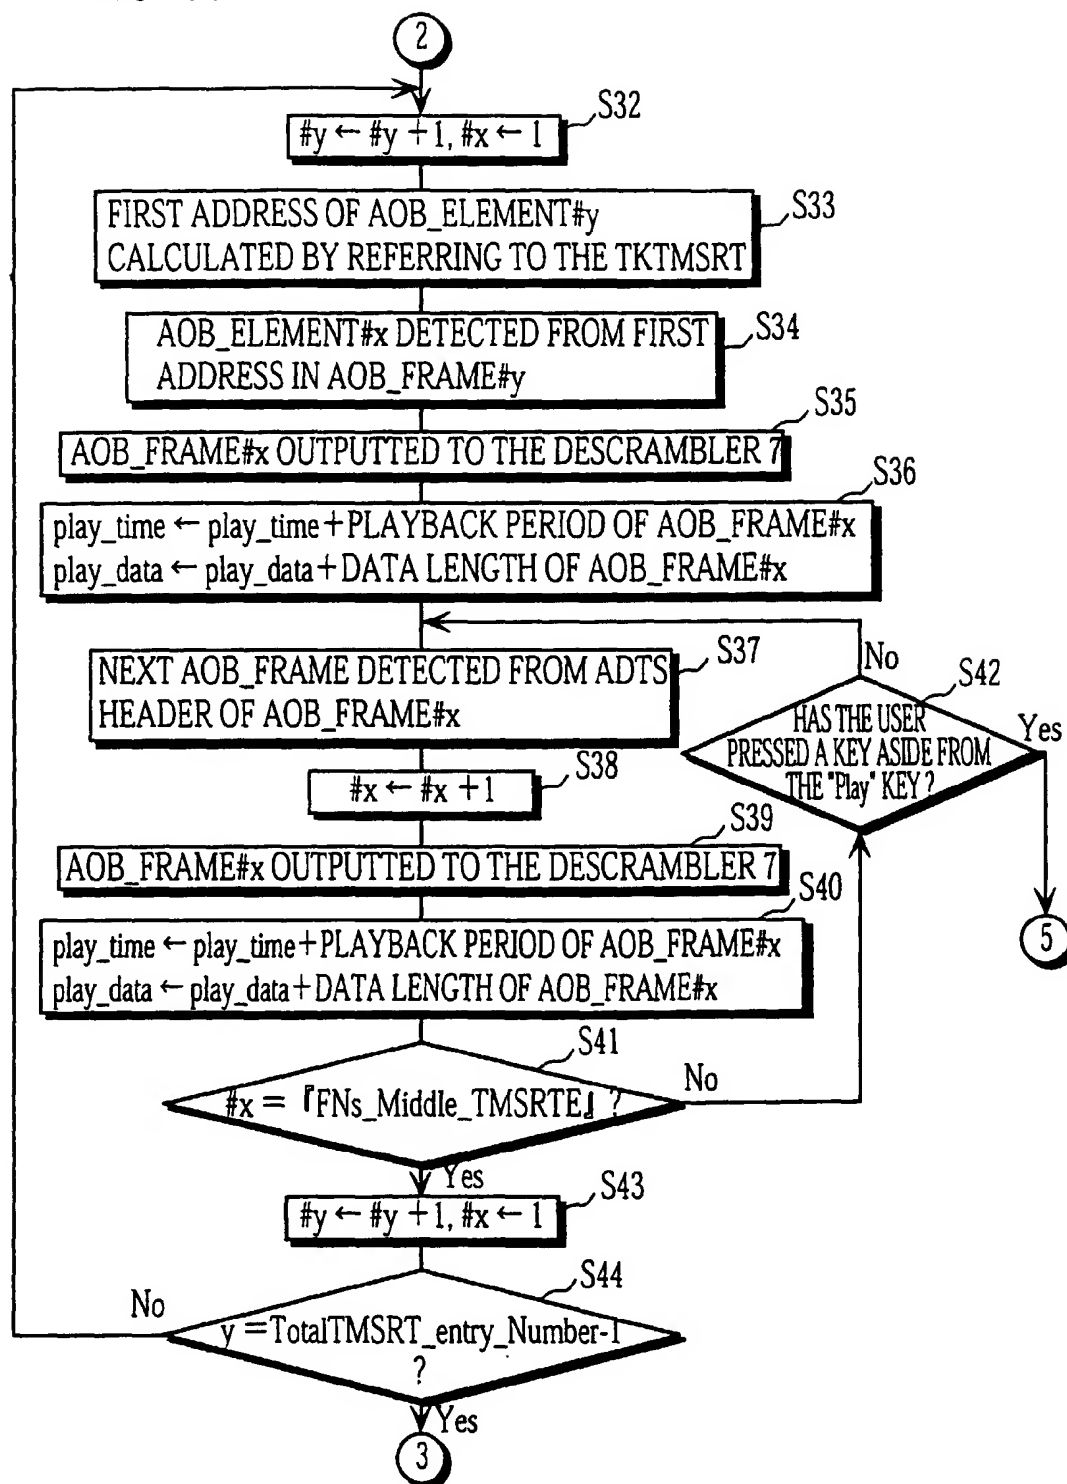 2
S32
#y ← #y +1, #x ← 1
S33
FIRST ADDRESS OF AOB_ELEMENT#y
CALCULATED BY REFERRING TO THE TKTMSRT
S34
AOB_ELEMENT#x DETECTED FROM FIRST
ADDRESS IN AOB_FRAME#y
S35
AOB_FRAME#x OUTPUTTED TO THE DESCRAMBLER 7
S36
play_time ← play_time+PLAYBACK PERIOD OF AOB_FRAME#x
play_data ← play_data+DATA LENGTH OF AOB_FRAME#x
S37
NEXT AOB_FRAME DETECTED FROM ADTS
HEADER OF AOB_FRAME#x
No
S42
HAS THE USER
PRESSED A KEY ASIDE FROM
THE "Play" KEY ?
Yes
S38
#x ← #x +1
S39
AOB_FRAME#x OUTPUTTED TO THE DESCRAMBLER 7
S40
play_time ← play_time+PLAYBACK PERIOD OF AOB_FRAME#x
play_data ← play_data+DATA LENGTH OF AOB_FRAME#x
5
S41
#x = 『FNs_Middle_TMSRTE』 ?
No
Yes
S43
#y ← #y +1, #x ← 1
S44
No
y =TotalTMSRT_entry_Number-1
?
Yes
3